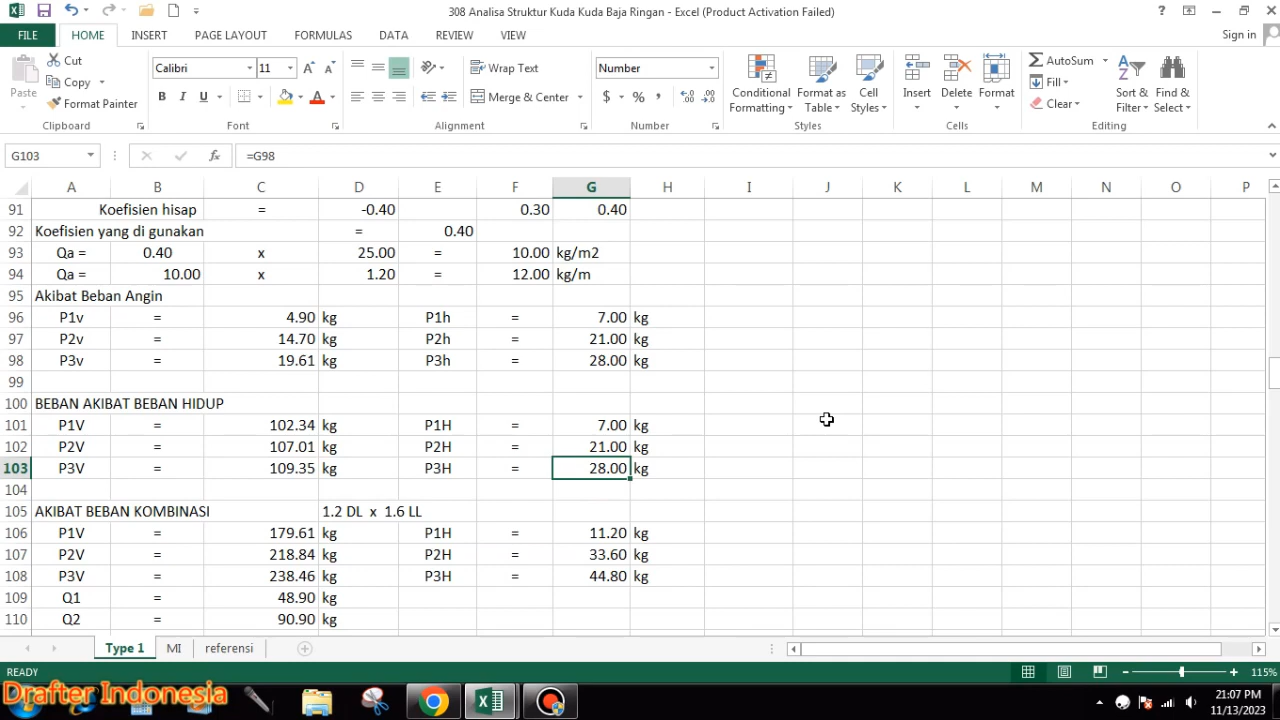 308 Analisa Struktur Kuda Kuda Baja Ringan - Excel (Product Activation Failed)
FILE HOME INSERT PAGE LAYOUT FORMULAS DATA REVIEW VIEW Sign in
Paste Cut Copy Format Painter
Calibri 11
B I U
Wrap Text
Merge & Center
Number
$ % ,
Conditional Formatting Format as Table Cell Styles
Insert Delete Format
AutoSum Fill Clear
Sort & Filter Find & Select
Clipboard Font Alignment Number Styles Cells Editing
G103 fx =G98
A B C D E F G H I J K L M N O P
91 Koefisien hisap = -0.40 0.30 0.40
92 Koefisien yang di gunakan = 0.40
93 Qa = 0.40 x 25.00 = 10.00 kg/m2
94 Qa = 10.00 x 1.20 = 12.00 kg/m
95 Akibat Beban Angin
96 P1v = 4.90 kg P1h = 7.00 kg
97 P2v = 14.70 kg P2h = 21.00 kg
98 P3v = 19.61 kg P3h = 28.00 kg
99
100 BEBAN AKIBAT BEBAN HIDUP
101 P1V = 102.34 kg P1H = 7.00 kg
102 P2V = 107.01 kg P2H = 21.00 kg
103 P3V = 109.35 kg P3H = 28.00 kg
104
105 AKIBAT BEBAN KOMBINASI 1.2 DL x 1.6 LL
106 P1V = 179.61 kg P1H = 11.20 kg
107 P2V = 218.84 kg P2H = 33.60 kg
108 P3V = 238.46 kg P3H = 44.80 kg
109 Q1 = 48.90 kg
110 Q2 = 90.90 kg
Type 1 MI referensi
READY 115%
Drafter Indonesia
21:07 PM
11/13/2023